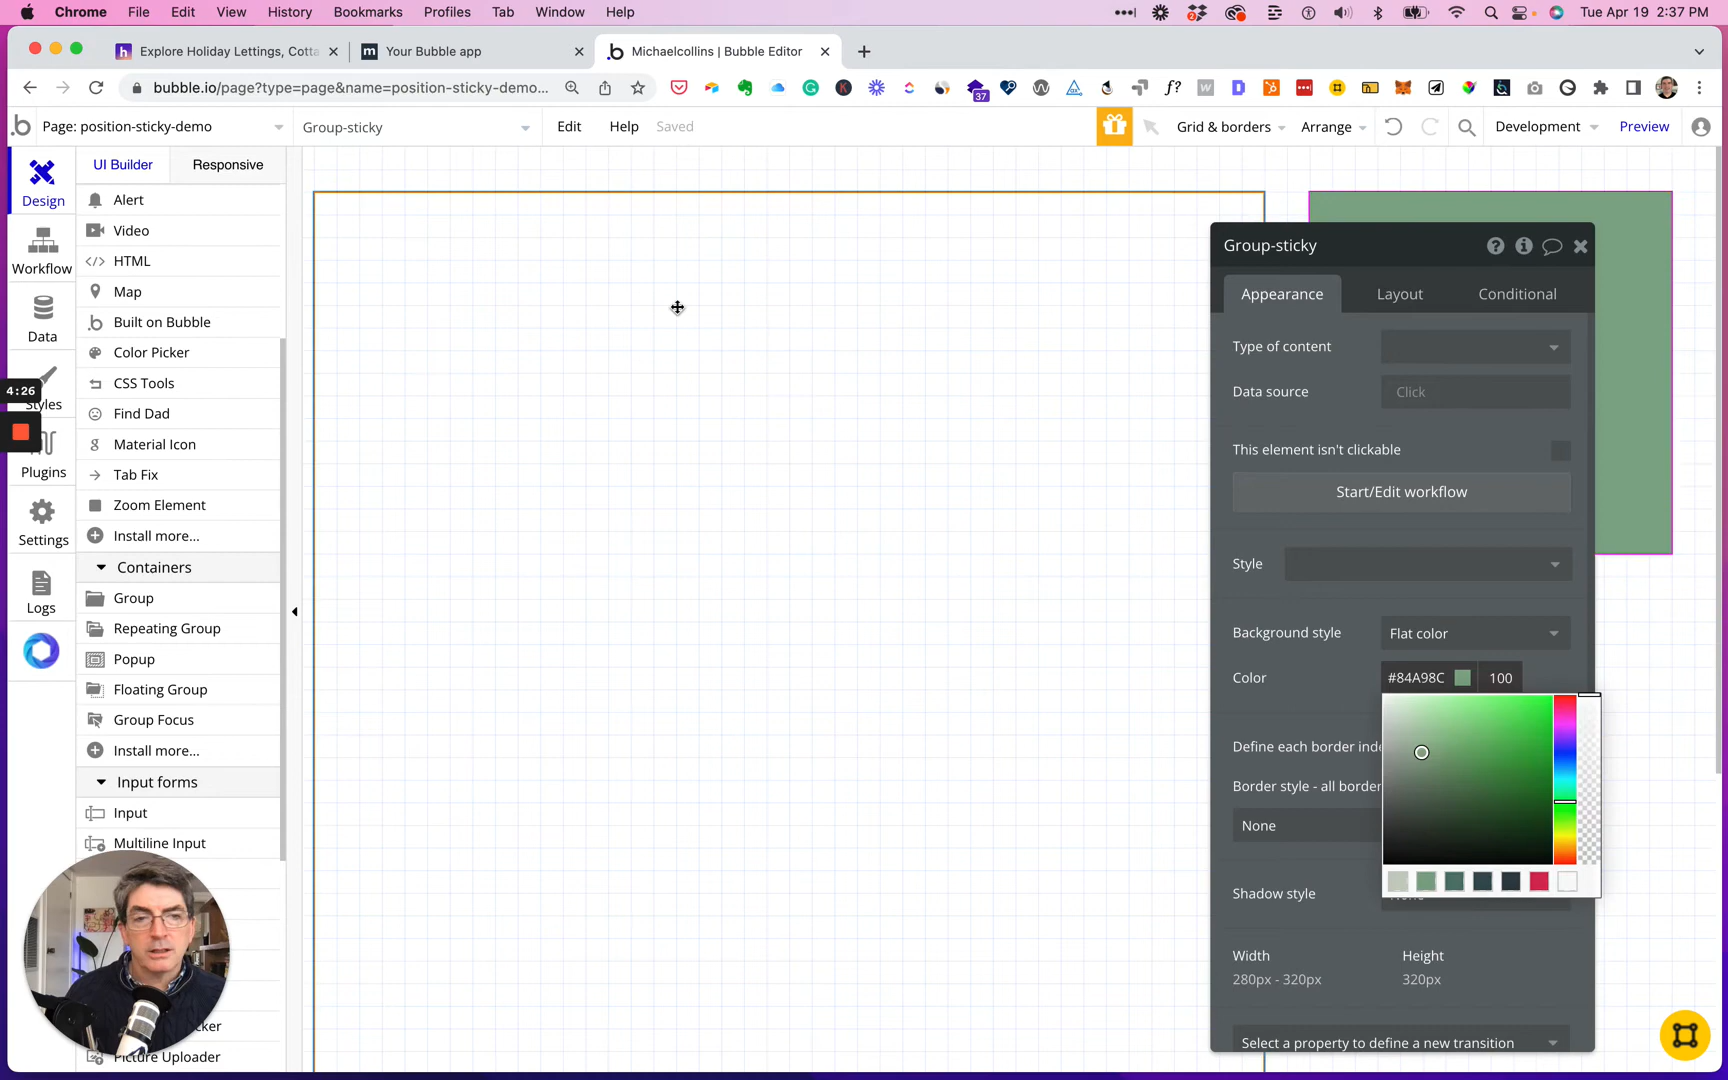 Chrome File Edit View History Bookmarks Profiles Tab Window Help Tue Apr 19 2:37 PM
Explore Holiday Lettings, Cotta Your Bubble app Michaelcollins | Bubble Editor
bubble.io/page?type=page&name=position-sticky-demo...
37
Page: position-sticky-demo Group-sticky Edit Help Saved Grid & borders Arrange Development Preview
UI Builder Responsive
Design
Workflow
Data
4:26
Styles
Plugins
Settings
Logs
Alert
Video
HTML
Map
Built on Bubble
Color Picker
CSS Tools
Find Dad
Material Icon
Tab Fix
Zoom Element
Install more...
Containers
Group
Repeating Group
Popup
Floating Group
Group Focus
Install more...
Input forms
Input
Multiline Input
Picture Uploader
Group-sticky
Appearance Layout Conditional
Type of content
Data source Click
This element isn't clickable
Start/Edit workflow
Style
Background style Flat color
Color #84A98C 100
Define each border inde
Border style - all border
None
Shadow style
Width Height
280px - 320px 320px
Select a property to define a new transition